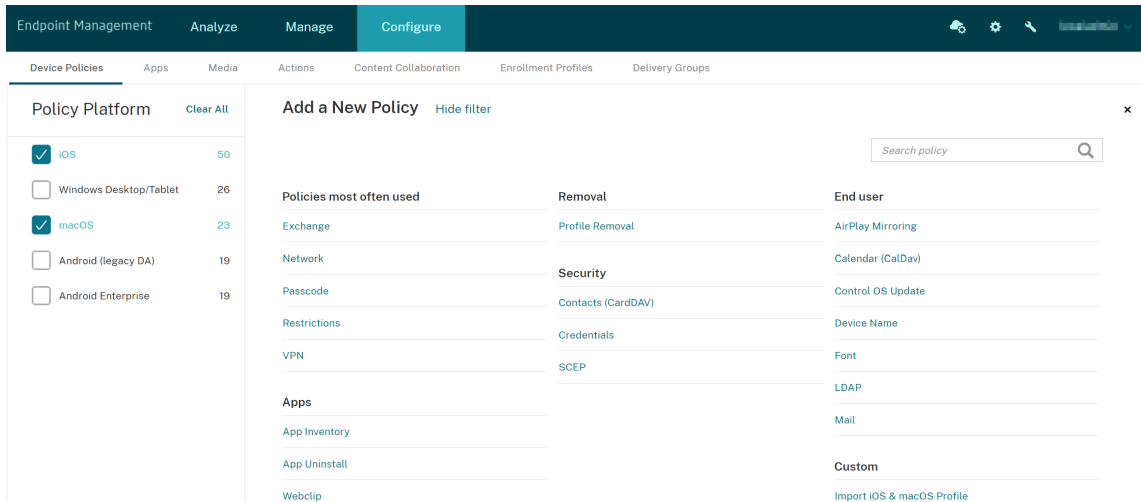 Endpoint Management
Analyze
Manage
Configure
Device Policies
Apps
Media
Actions
Content Collaboration
Enrollment Profiles
Delivery Groups
Policy Platform
Clear All
iOS 50
Windows Desktop/Tablet 26
macOS 23
Android (legacy DA) 19
Android Enterprise 19
Add a New Policy
Hide filter
Search policy
Policies most often used
Exchange
Network
Passcode
Restrictions
VPN
Apps
App Inventory
App Uninstall
Webclip
Removal
Profile Removal
Security
Contacts (CardDAV)
Credentials
SCEP
End user
AirPlay Mirroring
Calendar (CalDav)
Control OS Update
Device Name
Font
LDAP
Mail
Custom
Import iOS & macOS Profile